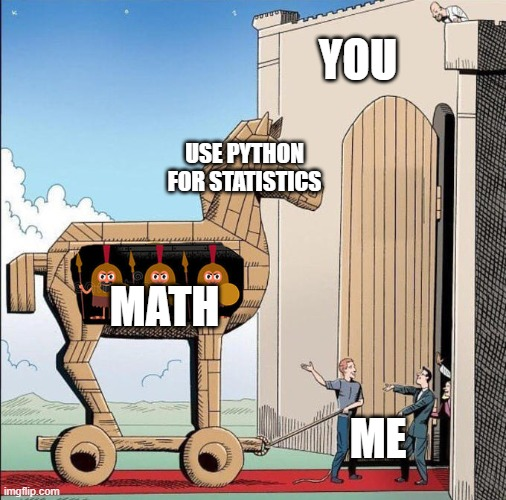 YOU
USE PYTHON
FOR STATISTICS
MATH
ME
imgflip.com